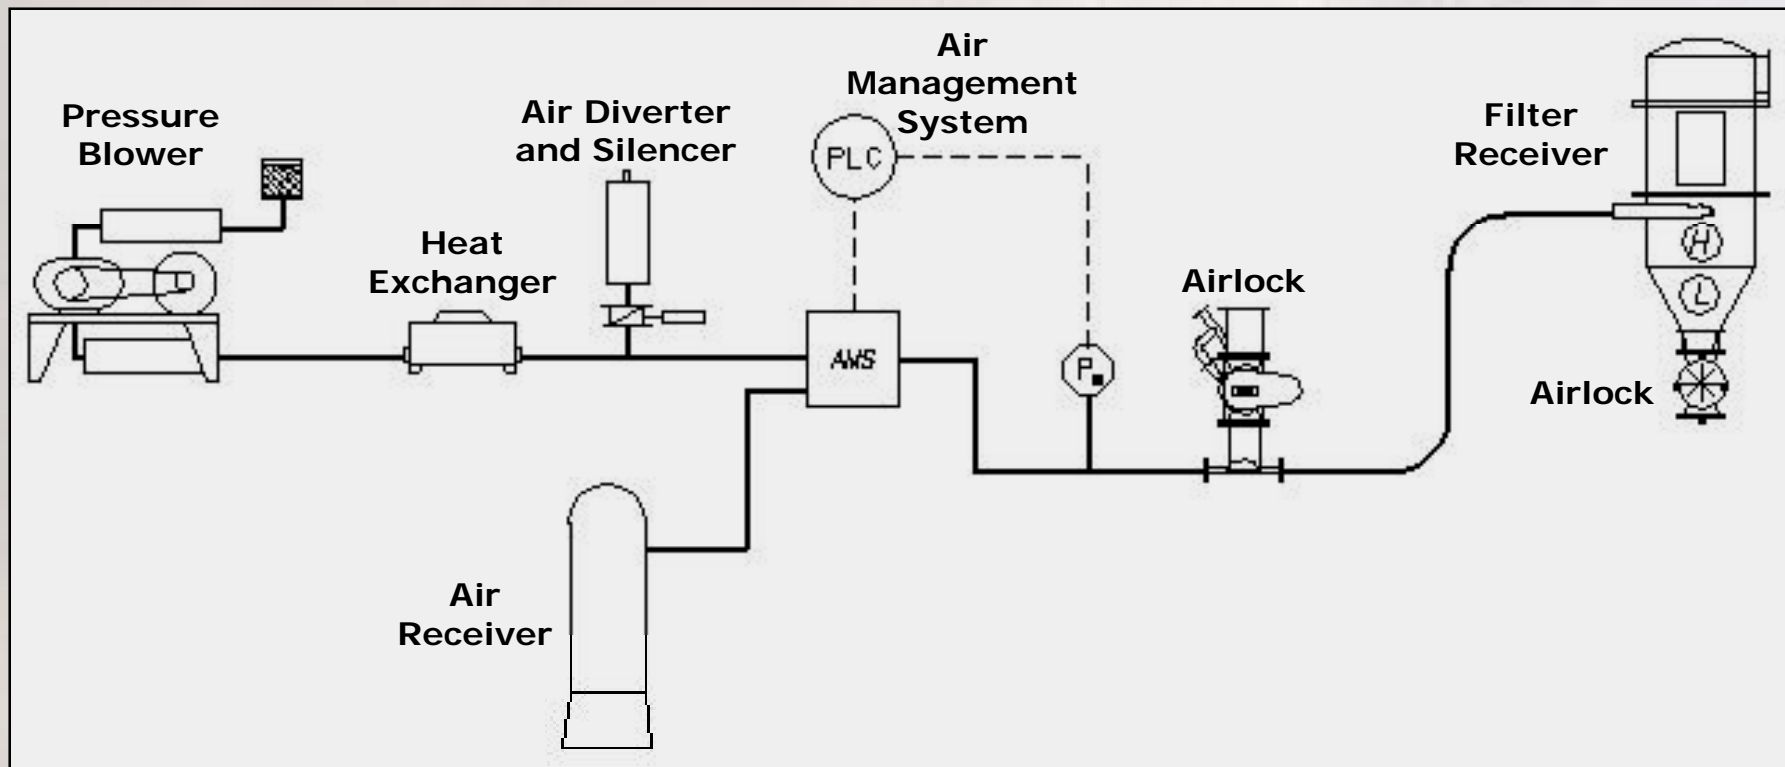 Pressure
Blower
Air Diverter
and Silencer
Air
Management
System
PLC
Filter
Receiver
Heat
Exchanger
Airlock
H
L
AMS
P
Airlock
Air
Receiver